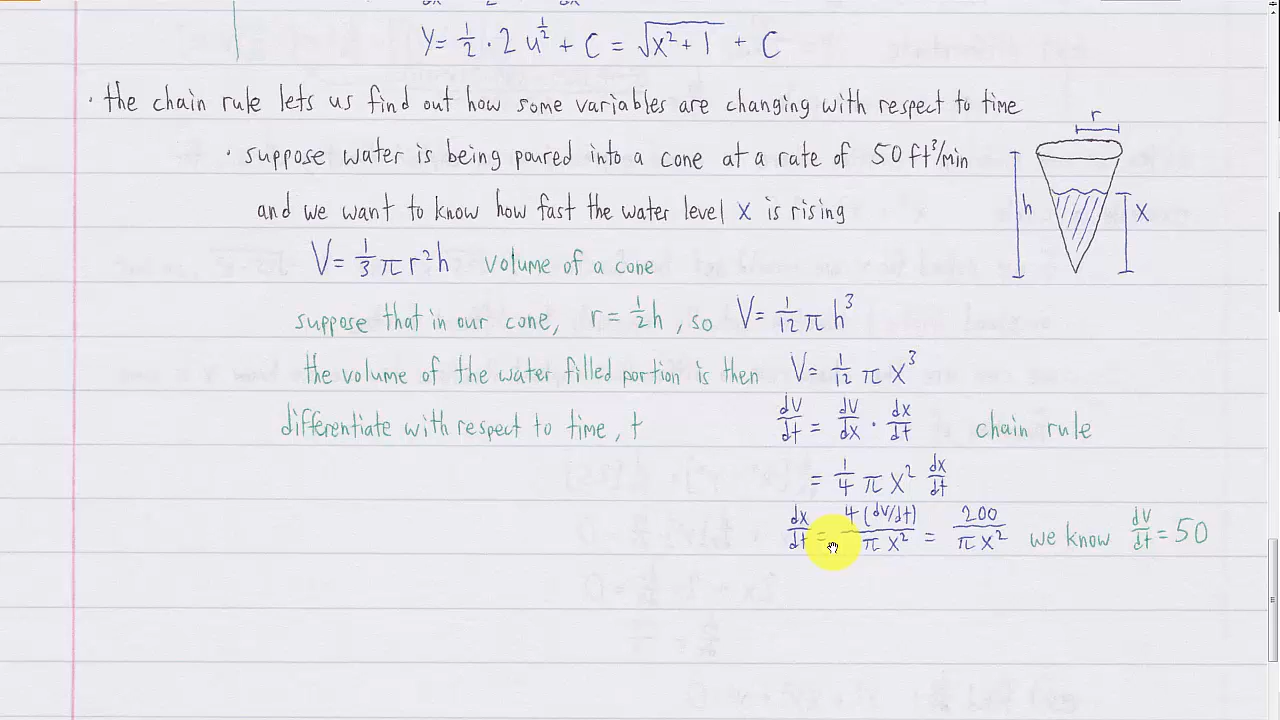 Y = 1/2 · 2 u^1/2 + C = √(x² + 1) + C
· the chain rule lets us find out how some variables are changing with respect to time
r
· suppose water is being poured into a cone at a rate of 50 ft³/min
and we want to know how fast the water level x is rising
h
x
V = 1/3 π r²h volume of a cone
suppose that in our cone, r = 1/2 h, so V = 1/12 π h³
the volume of the water filled portion is then V = 1/12 π x³
differentiate with respect to time, t dV/dt = dV/dx · dx/dt chain rule
= 1/4 π x² dx/dt
dx/dt = 4(dV/dt)/πx² = 200/πx² we know dV/dt = 50